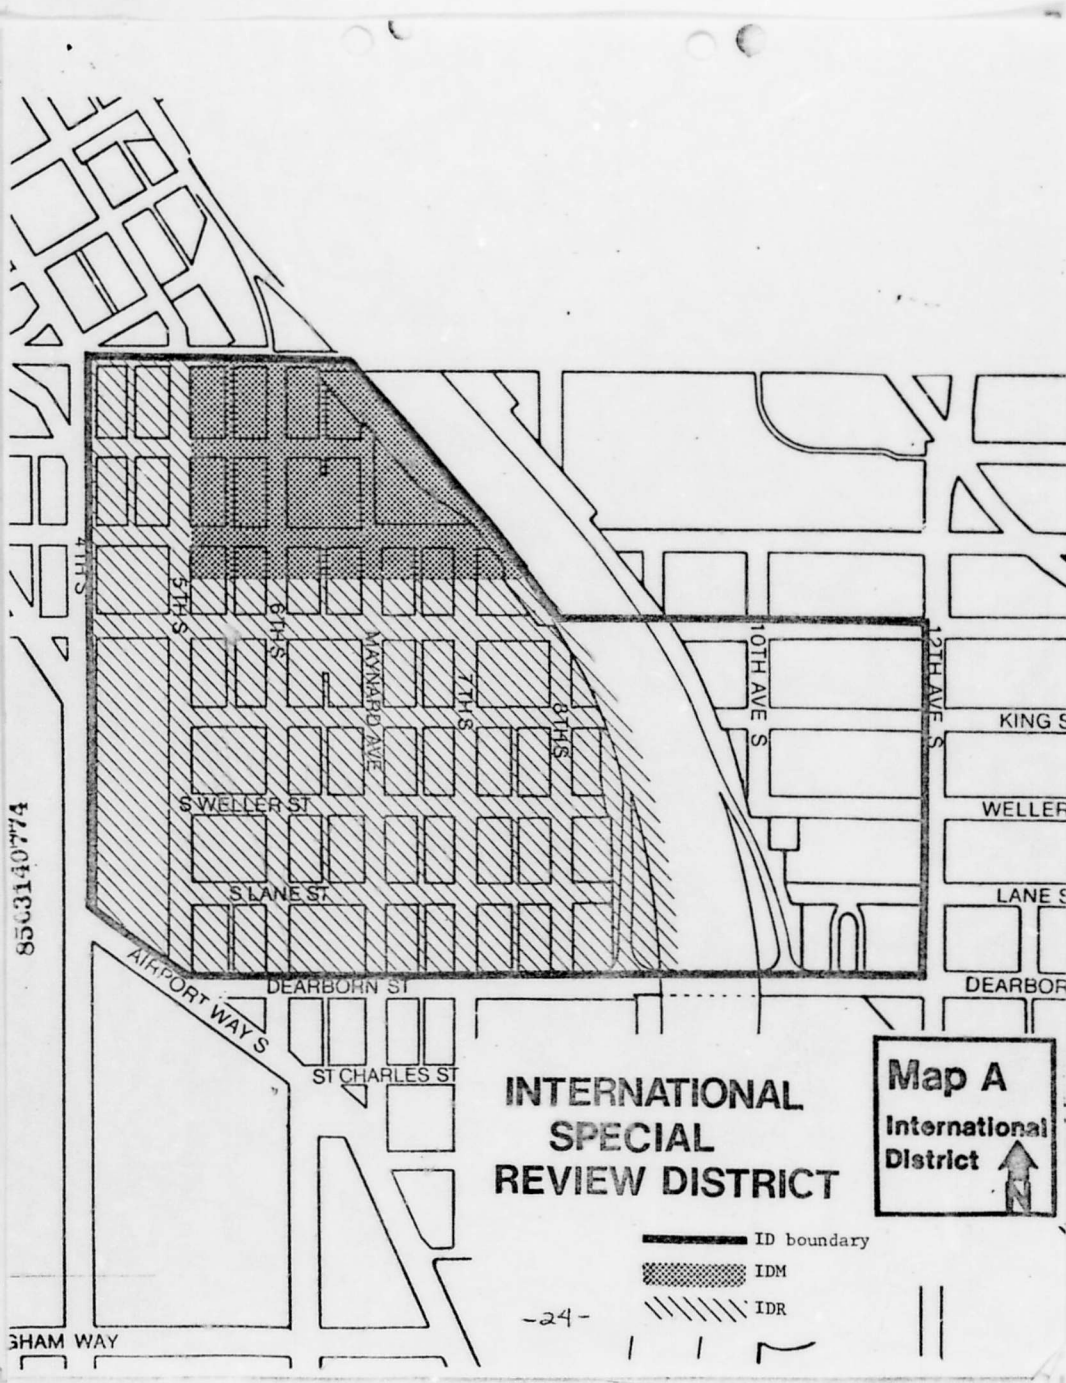 4TH S
5TH S
6TH S
MAYNARD AVE
7TH S
8TH S
10TH AVE S
12TH AVE S
KING S
S WELLER ST
WELLER
S LANE ST
LANE S
AIRPORT WAY S
DEARBORN ST
DEARBOR
ST CHARLES ST
8503140774
INTERNATIONAL
SPECIAL
REVIEW DISTRICT
Map A
International
District
N
ID boundary
IDM
IDR
-24-
GHAM WAY